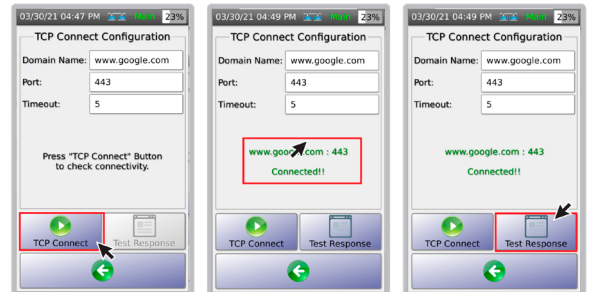 03/30/21 04:47 PM Main 23%
TCP Connect Configuration
Domain Name: www.google.com
Port: 443
Timeout: 5
Press "TCP Connect" Button
to check connectivity.
TCP Connect
Test Response
03/30/21 04:49 PM Main 23%
TCP Connect Configuration
Domain Name: www.google.com
Port: 443
Timeout: 5
www.google.com : 443
Connected!!
TCP Connect
Test Response
03/30/21 04:49 PM Main 23%
TCP Connect Configuration
Domain Name: www.google.com
Port: 443
Timeout: 5
www.google.com : 443
Connected!!
TCP Connect
Test Response